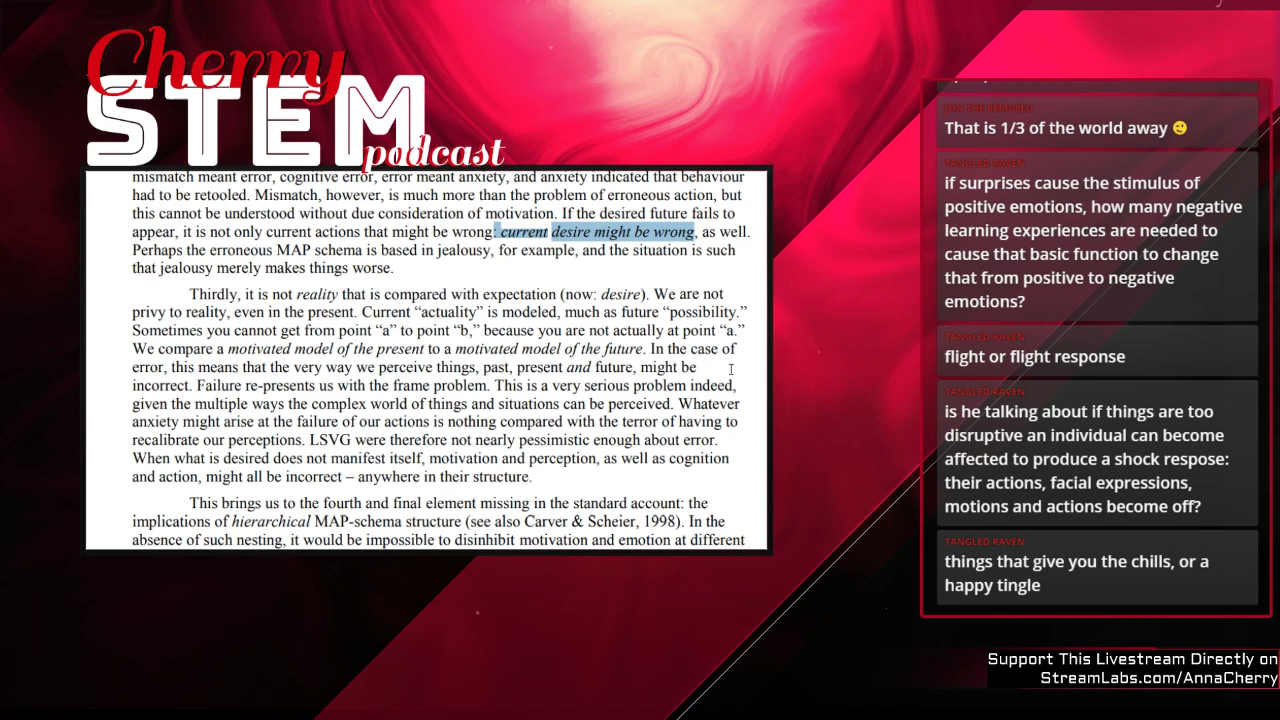 Cherry
STEM
podcast
mismatch meant error, cognitive error, error meant anxiety, and anxiety indicated that behaviour
had to be retooled. Mismatch, however, is much more than the problem of erroneous action, but
this cannot be understood without due consideration of motivation. If the desired future fails to
appear, it is not only current actions that might be wrong: current desire might be wrong, as well.
Perhaps the erroneous MAP schema is based in jealousy, for example, and the situation is such
that jealousy merely makes things worse.
Thirdly, it is not reality that is compared with expectation (now: desire). We are not
privy to reality, even in the present. Current “actuality” is modeled, much as future “possibility.”
Sometimes you cannot get from point “a” to point “b,” because you are not actually at point “a.”
We compare a motivated model of the present to a motivated model of the future. In the case of
error, this means that the very way we perceive things, past, present and future, might be
incorrect. Failure re-presents us with the frame problem. This is a very serious problem indeed,
given the multiple ways the complex world of things and situations can be perceived. Whatever
anxiety might arise at the failure of our actions is nothing compared with the terror of having to
recalibrate our perceptions. LSVG were therefore not nearly pessimistic enough about error.
When what is desired does not manifest itself, motivation and perception, as well as cognition
and action, might all be incorrect – anywhere in their structure.
This brings us to the fourth and final element missing in the standard account: the
implications of hierarchical MAP-schema structure (see also Carver & Scheier, 1998). In the
absence of such nesting, it would be impossible to disinhibit motivation and emotion at different
That is 1/3 of the world away
TANGLED RAVEN
if surprises cause the stimulus of
positive emotions, how many negative
learning experiences are needed to
cause that basic function to change
that from positive to negative
emotions?
TANGLED RAVEN
flight or flight response
TANGLED RAVEN
is he talking about if things are too
disruptive an individual can become
affected to produce a shock respose:
their actions, facial expressions,
motions and actions become off?
TANGLED RAVEN
things that give you the chills, or a
happy tingle
Support This Livestream Directly on
StreamLabs.com/AnnaCherry